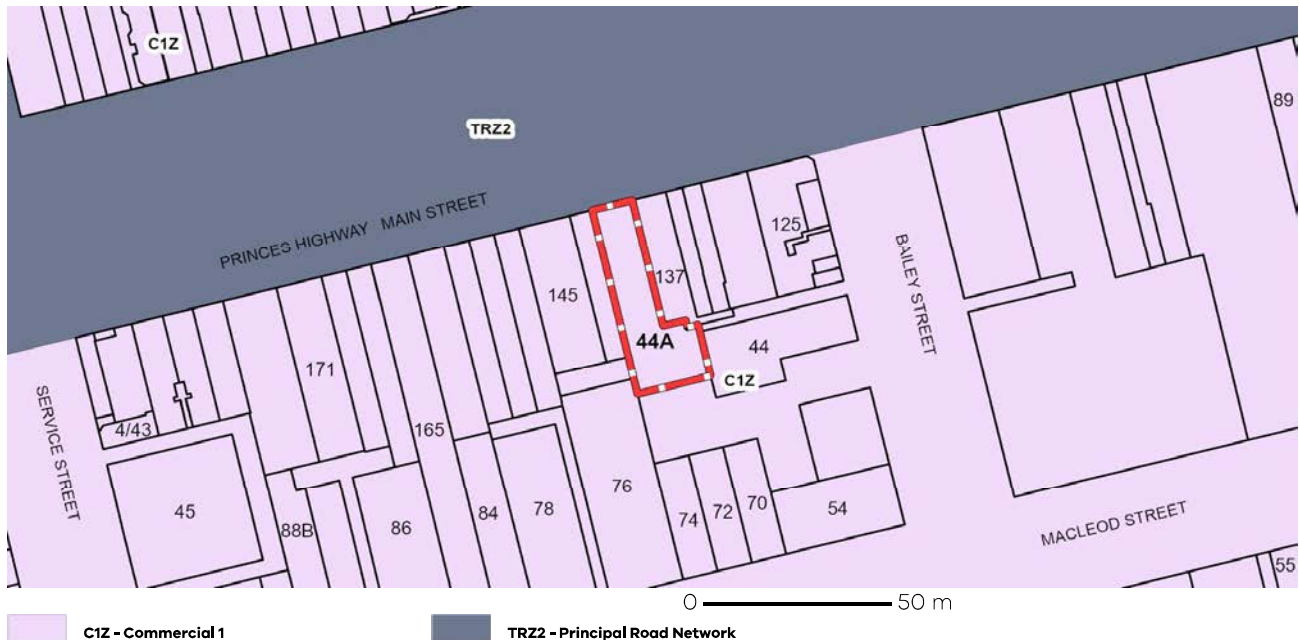 C1Z
TRZ2
89
PRINCES HIGHWAY MAIN STREET
125
BAILEY STREET
137
145
44A
44
C1Z
171
SERVICE STREET
165
4/43
45
88B
86
84
78
76
74
72
70
54
MACLEOD STREET
55
0 50 m
C1Z - Commercial 1
TRZ2 - Principal Road Network